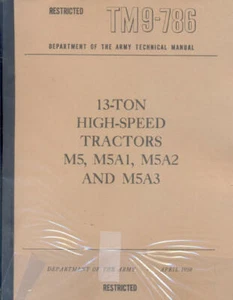 RESTRICTED
TM9-786
DEPARTMENT OF THE ARMY TECHNICAL MANUAL
13-TON
HIGH-SPEED
TRACTORS
M5, M5A1, M5A2
AND M5A3
DEPARTMENT OF THE ARMY
APRIL
RESTRICTED